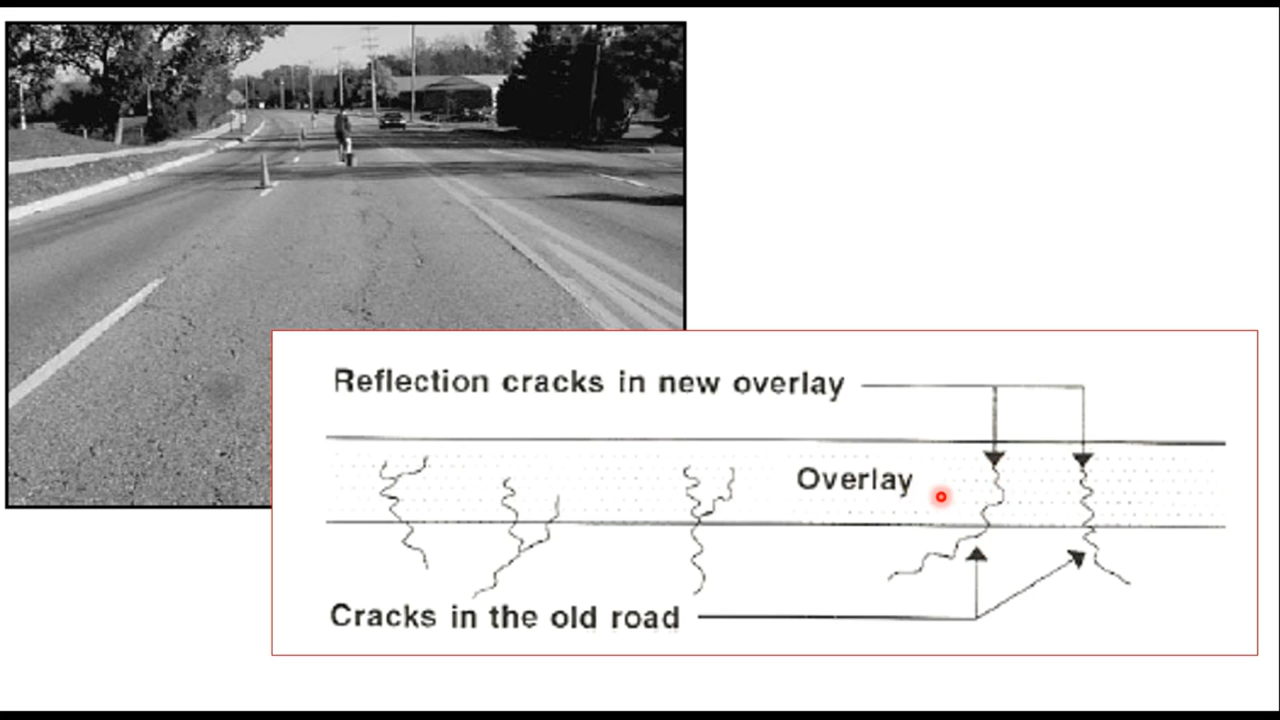 Reflection cracks in new overlay
Overlay
Cracks in the old road